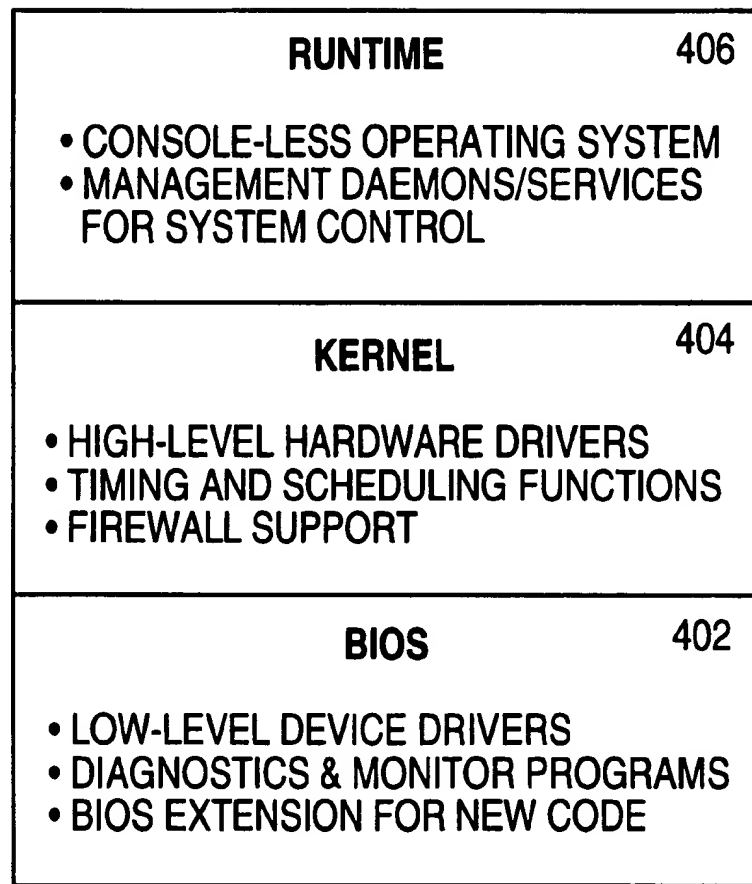 RUNTIME 406
• CONSOLE-LESS OPERATING SYSTEM
• MANAGEMENT DAEMONS/SERVICES
FOR SYSTEM CONTROL
KERNEL 404
• HIGH-LEVEL HARDWARE DRIVERS
• TIMING AND SCHEDULING FUNCTIONS
• FIREWALL SUPPORT
BIOS 402
• LOW-LEVEL DEVICE DRIVERS
• DIAGNOSTICS & MONITOR PROGRAMS
• BIOS EXTENSION FOR NEW CODE